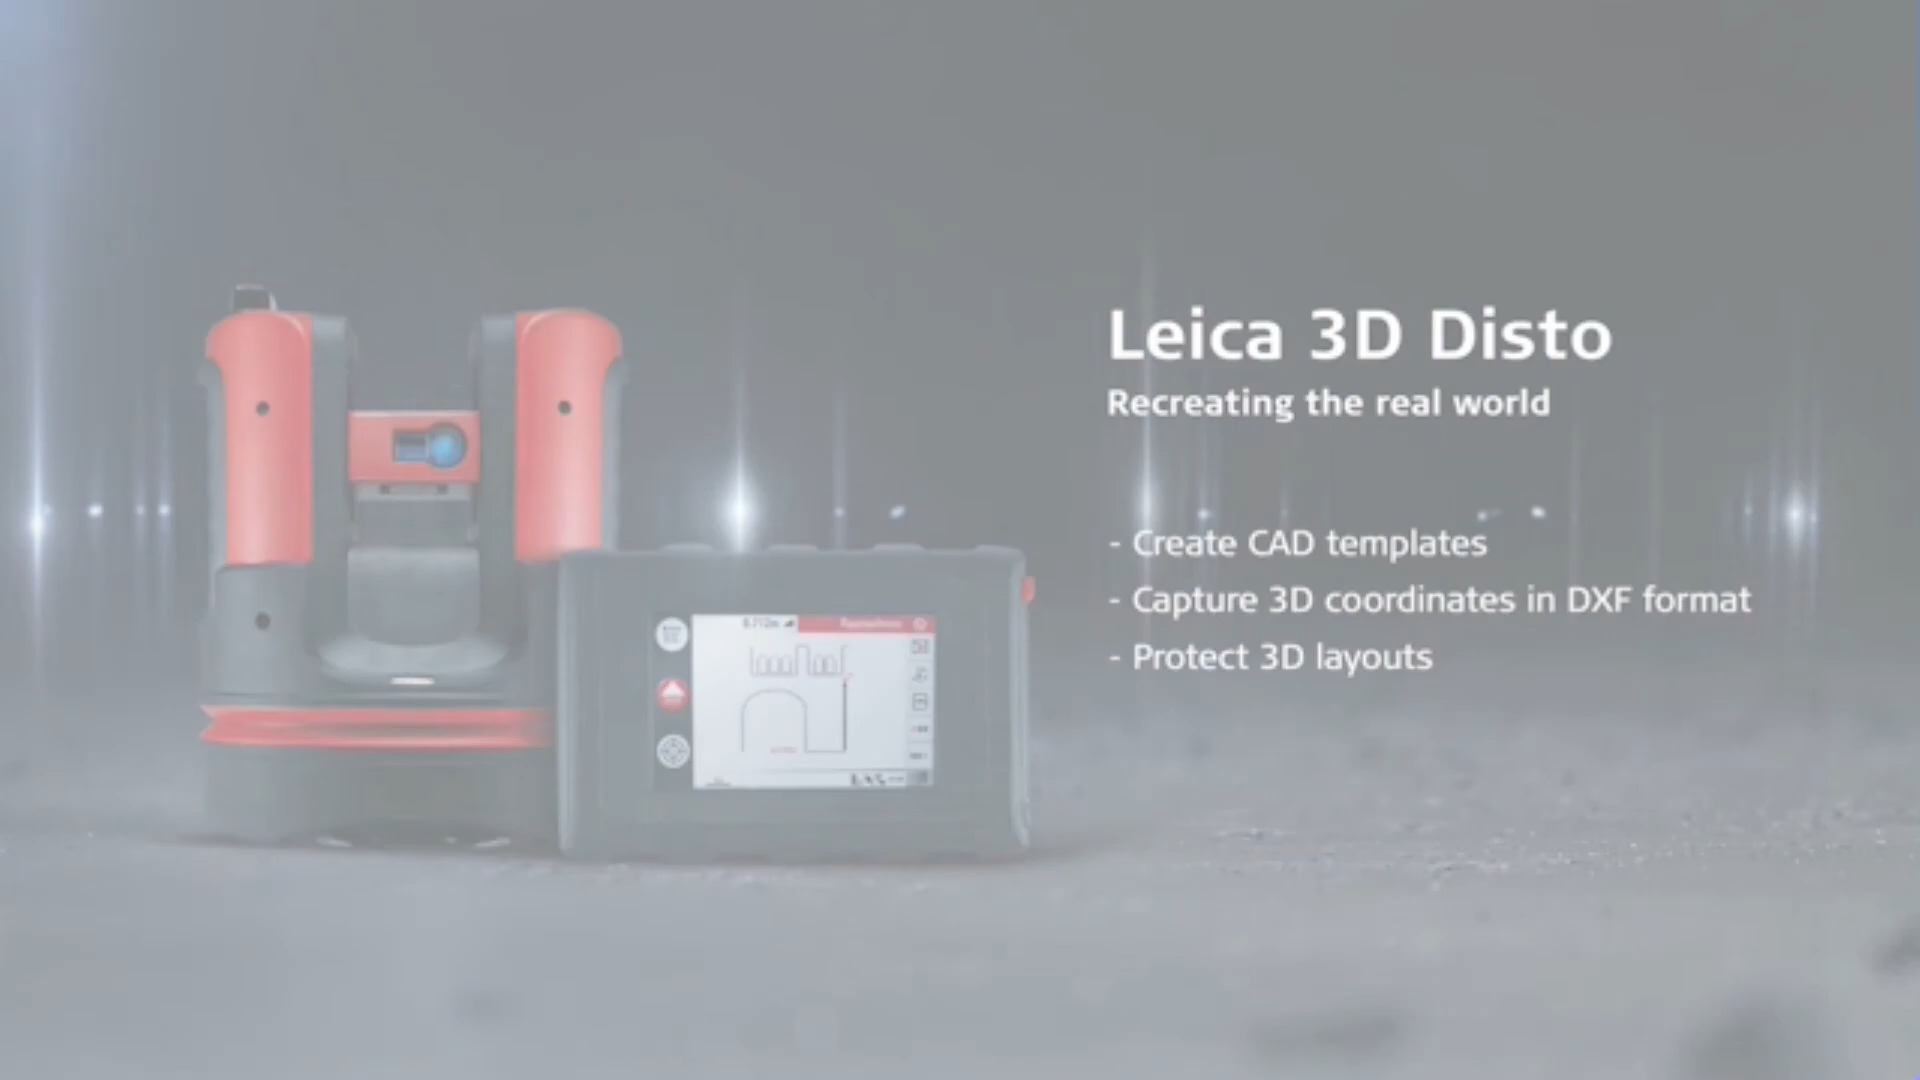 Leica 3D Disto
Recreating the real world
- Create CAD templates
- Capture 3D coordinates in DXF format
- Protect 3D layouts